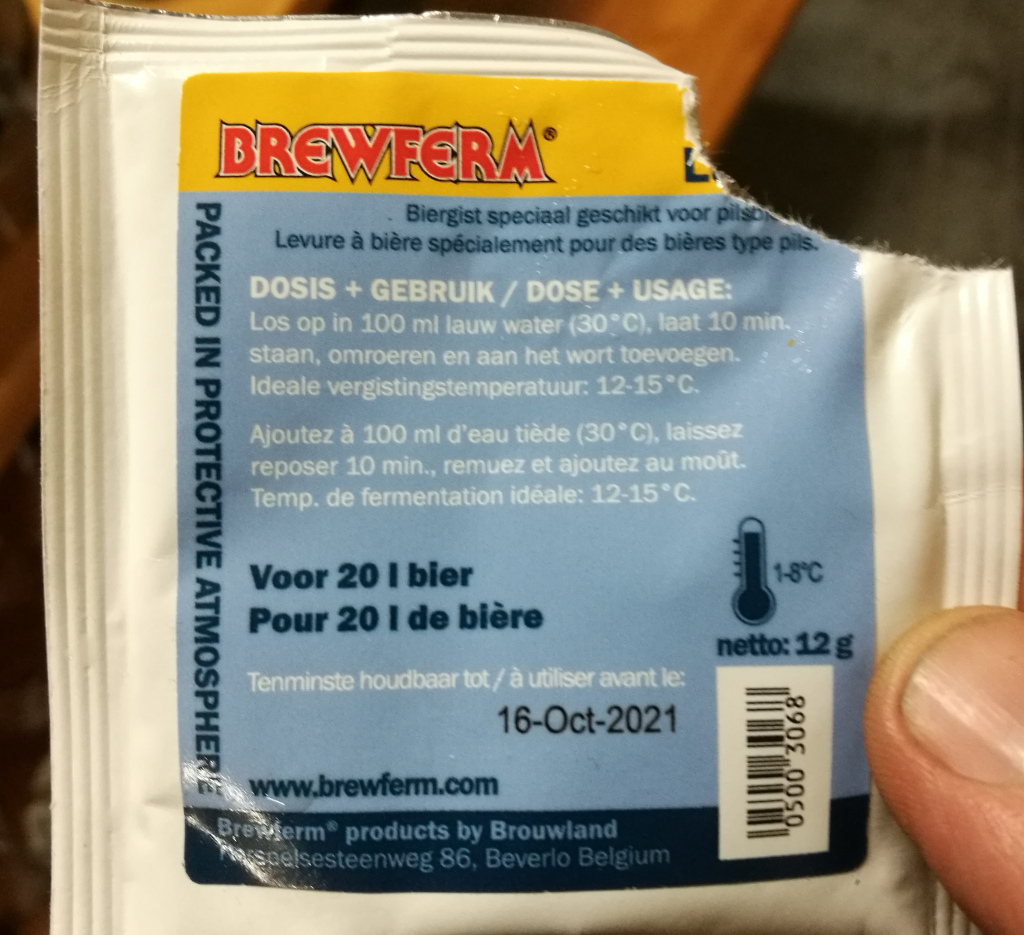 BREWFERM®
Biergist speciaal geschikt voor
Levure à bière spécialement pour des bières type pils.
PACKED IN PROTECTIVE ATMOSPHERE
DOSIS + GEBRUIK / DOSE + USAGE:
Los op in 100 ml lauw water (30°C), laat 10 min.
staan, omroeren en aan het wort toevoegen.
Ideale vergistingstemperatuur: 12-15°C.
Ajoutez à 100 ml d'eau tiède (30°C), laissez
reposer 10 min., remuez et ajoutez au moût.
Temp. de fermentation idéale: 12-15°C.
Voor 20 l bier
Pour 20 l de bière
1-8°C
netto: 12 g
Tenminste houdbaar tot / à utiliser avant le:
16-Oct-2021
0500 3068
www.brewferm.com
Brewferm® products by Brouwland
86, Beverlo Belgium